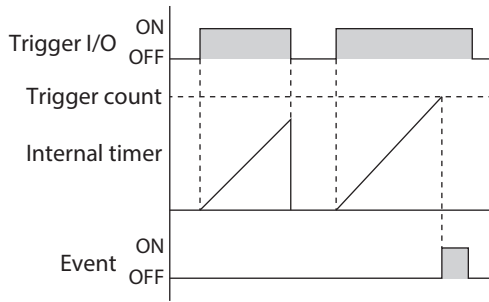 ON
Trigger I/O
OFF
Trigger count
Internal timer
ON
Event
OFF